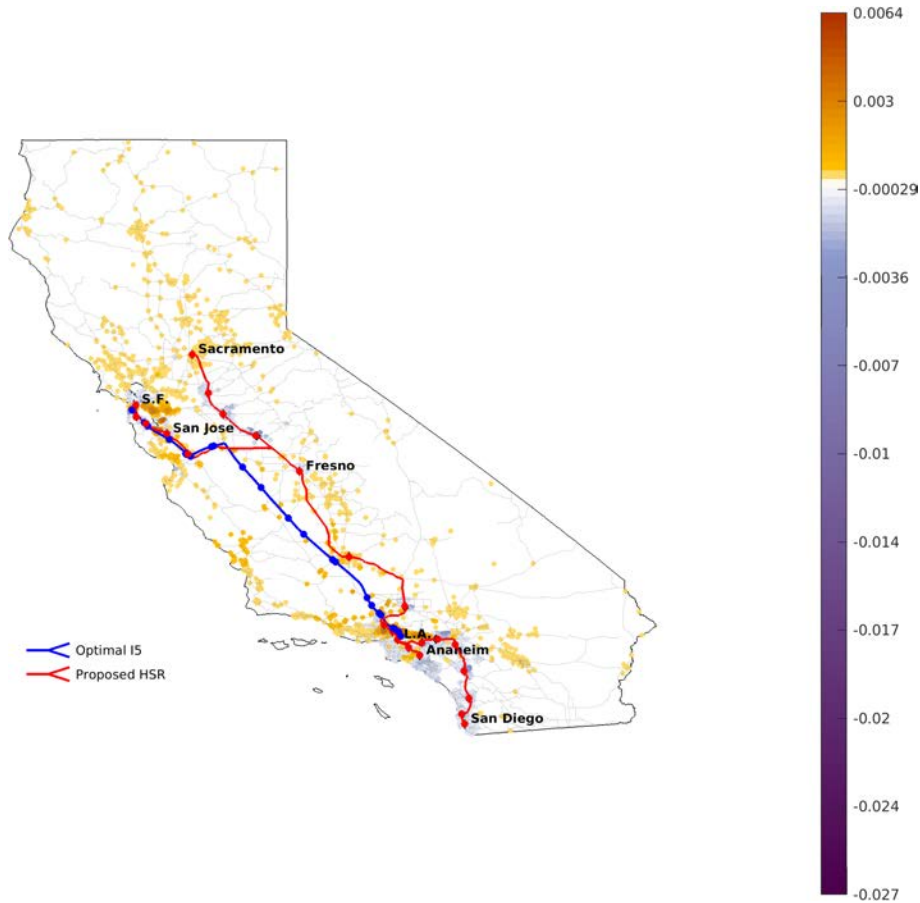 0.0064
0.003
-0.00029
-0.0036
-0.007
-0.01
-0.014
-0.017
-0.02
-0.024
-0.027
Sacramento
S.F.
San Jose
Fresno
L.A.
Ananeim
San Diego
Optimal I5
Proposed HSR